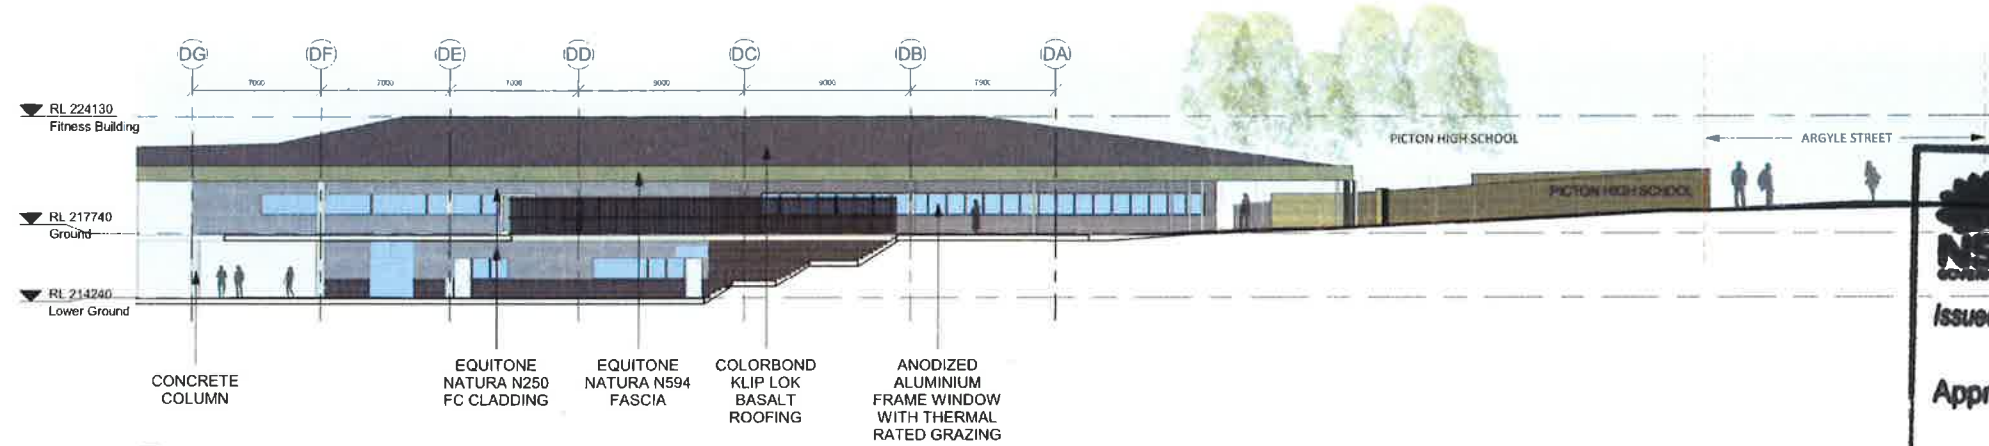 DG DF DE DD DC DB DA
7000 7000 7000 9000 9000 7900
RL 224130
Fitness Building
PICTON HIGH SCHOOL
ARGYLE STREET
PICTON HIGH SCHOOL
RL 217740
Ground
RL 214240
Lower Ground
Issued
Appr
CONCRETE
COLUMN
EQUITONE
NATURA N250
FC CLADDING
EQUITONE
NATURA N594
FASCIA
COLORBOND
KLIP LOK
BASALT
ROOFING
ANODIZED
ALUMINIUM
FRAME WINDOW
WITH THERMAL
RATED GRAZING